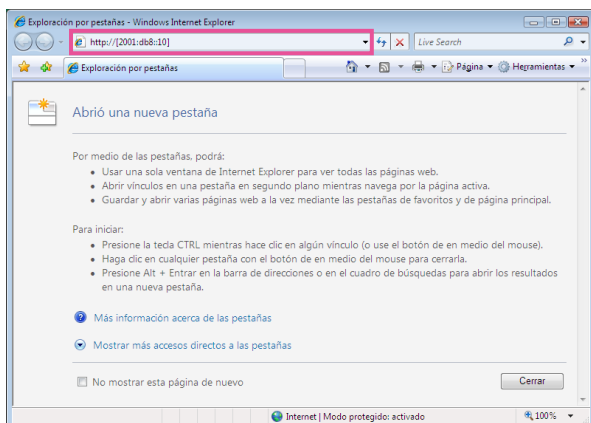 Exploración por pestañas - Windows Internet Explorer
http://[2001:db8::10]
Live Search
Exploración por pestañas
Página
Herramientas
Abrió una nueva pestaña
Por medio de las pestañas, podrá:
• Usar una sola ventana de Internet Explorer para ver todas las páginas web.
• Abrir vínculos en una pestaña en segundo plano mientras navega por la página activa.
• Guardar y abrir varias páginas web a la vez mediante las pestañas de favoritos y de página principal.
Para iniciar:
• Presione la tecla CTRL mientras hace clic en algún vínculo (o use el botón de en medio del mouse).
• Haga clic en cualquier pestaña con el botón de en medio del mouse para cerrarla.
• Presione Alt + Entrar en la barra de direcciones o en el cuadro de búsquedas para abrir los resultados
en una nueva pestaña.
Más información acerca de las pestañas
Mostrar más accesos directos a las pestañas
No mostrar esta página de nuevo
Cerrar
Internet | Modo protegido: activado
100%